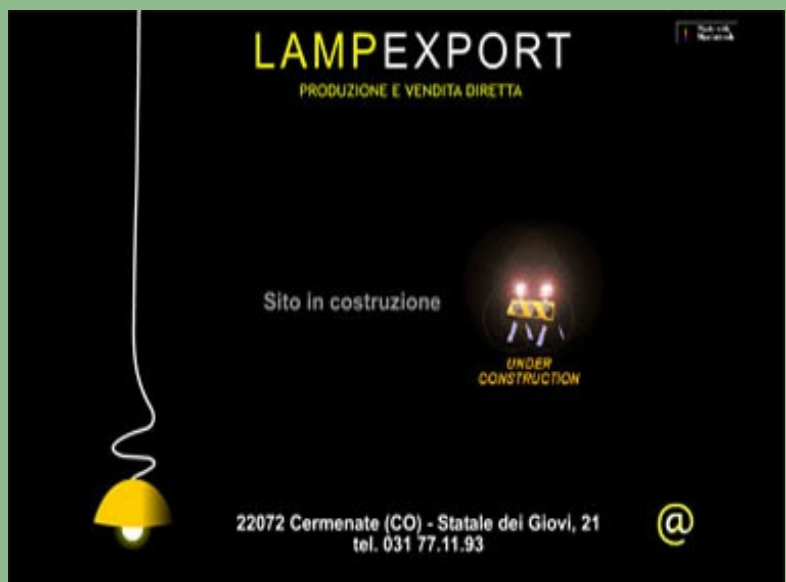 LAMPEXPORT
PRODUZIONE E VENDITA DIRETTA
Sito in costruzione
UNDER
CONSTRUCTION
22072 Cermenate (CO) - Statale dei Giovi, 21
tel. 031 77.11.93
@